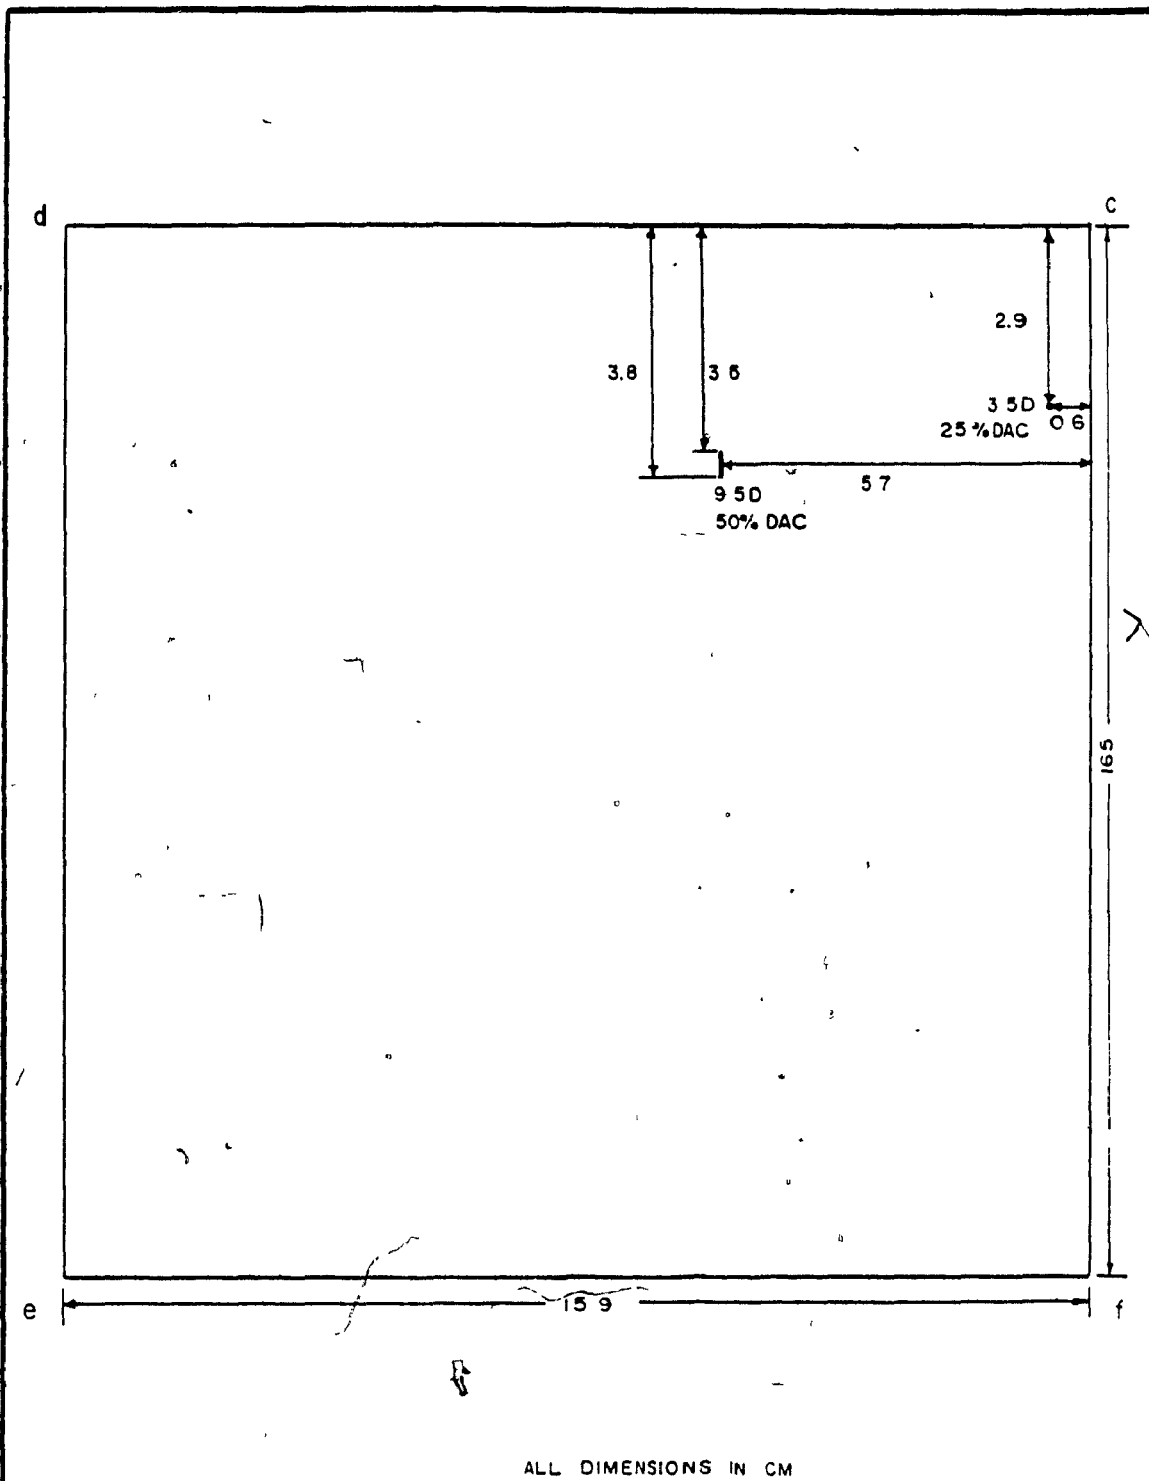 d
c
2.9
3.8
3 6
3 5D
25 % DAC
0 6
5 7
9 5D
50% DAC
165
e
15 9
f
ALL DIMENSIONS IN CM